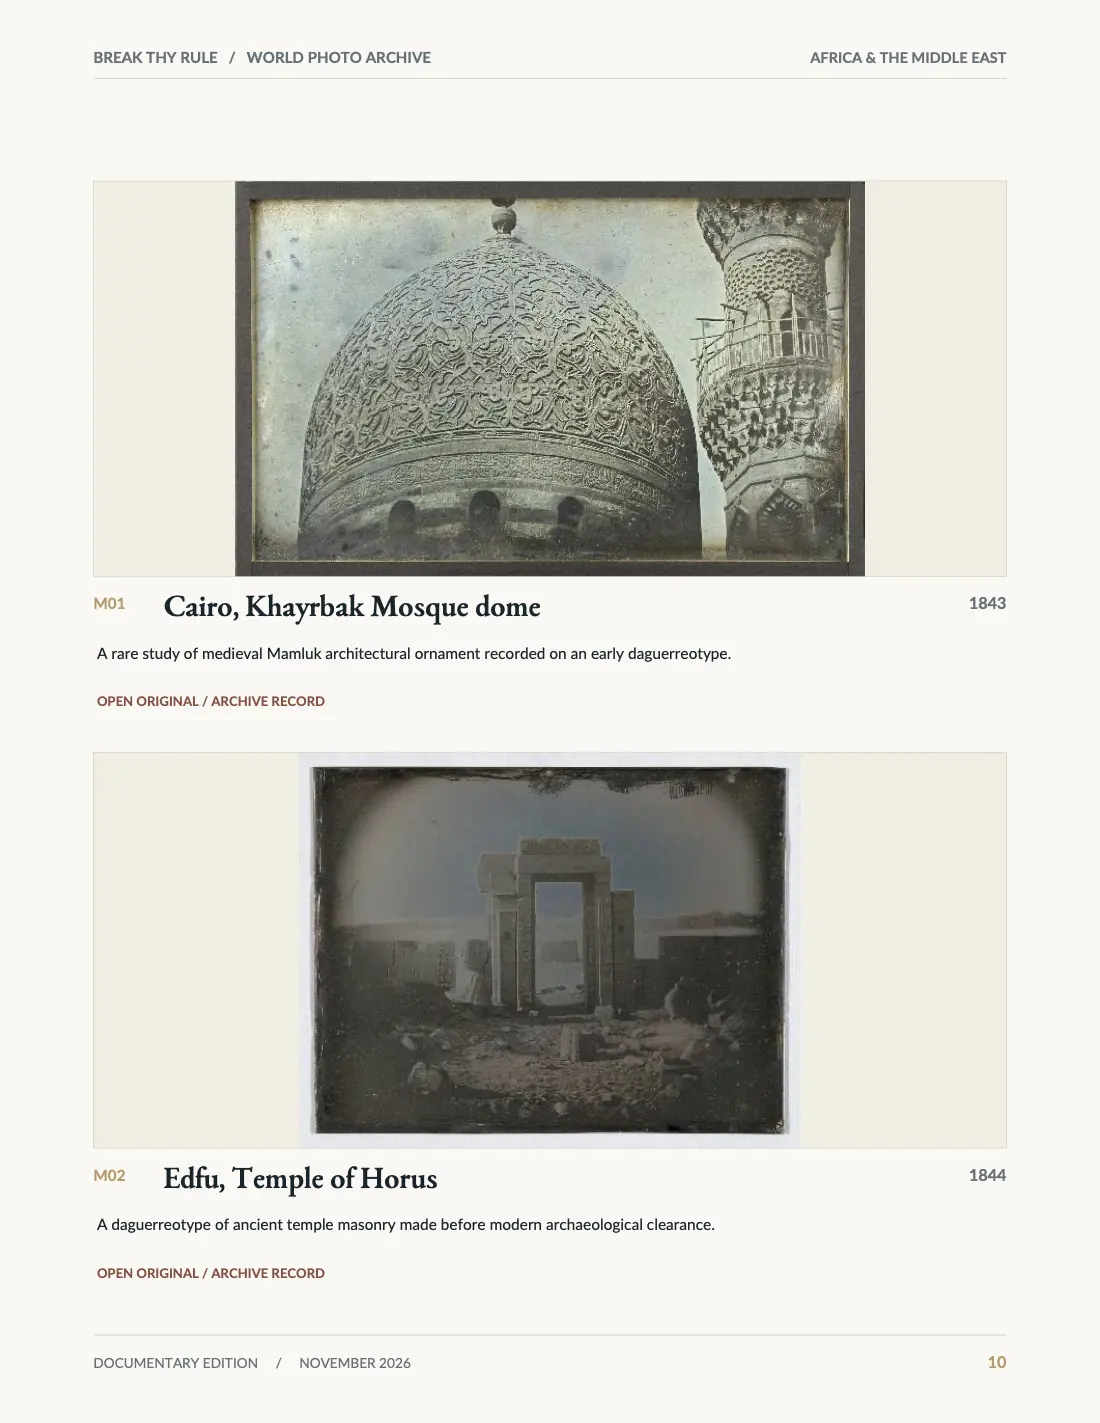 BREAK THY RULE / WORLD PHOTO ARCHIVE
AFRICA & THE MIDDLE EAST
M01 Cairo, Khayrbak Mosque dome 1843
A rare study of medieval Mamluk architectural ornament recorded on an early daguerreotype.
OPEN ORIGINAL / ARCHIVE RECORD
M02 Edfu, Temple of Horus 1844
A daguerreotype of ancient temple masonry made before modern archaeological clearance.
OPEN ORIGINAL / ARCHIVE RECORD
DOCUMENTARY EDITION / NOVEMBER 2026
10